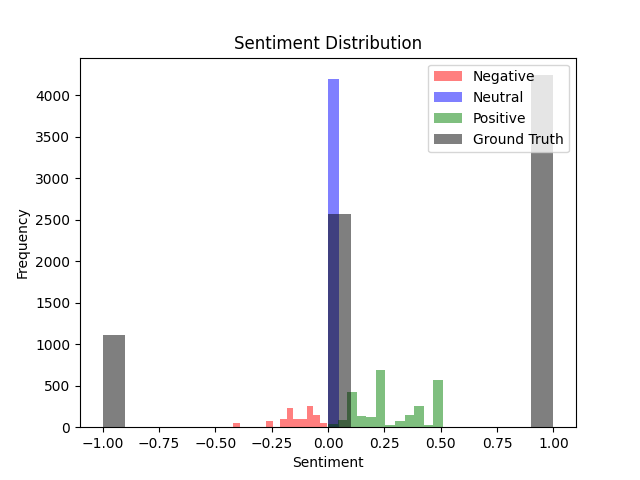 Sentiment Distribution
Negative
Neutral
Positive
Ground Truth
4000
3500
3000
2500
2000
1500
1000
500
0
Frequency
−1.00 −0.75 −0.50 −0.25 0.00 0.25 0.50 0.75 1.00
Sentiment